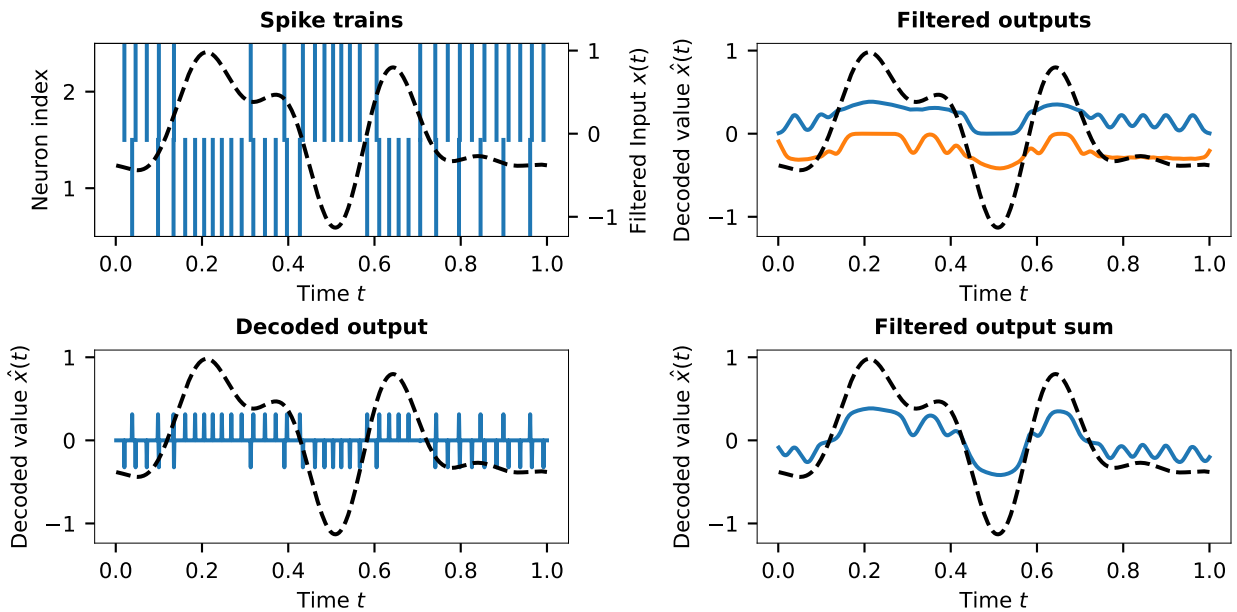 Spike trains
Neuron index
2
1
1
0
−1
Filtered Input x(t)
0.0 0.2 0.4 0.6 0.8 1.0
Time t
Filtered outputs
Decoded value x̂(t)
1
0
−1
0.0 0.2 0.4 0.6 0.8 1.0
Time t
Decoded output
Decoded value x̂(t)
1
0
−1
0.0 0.2 0.4 0.6 0.8 1.0
Time t
Filtered output sum
Decoded value x̂(t)
1
0
−1
0.0 0.2 0.4 0.6 0.8 1.0
Time t